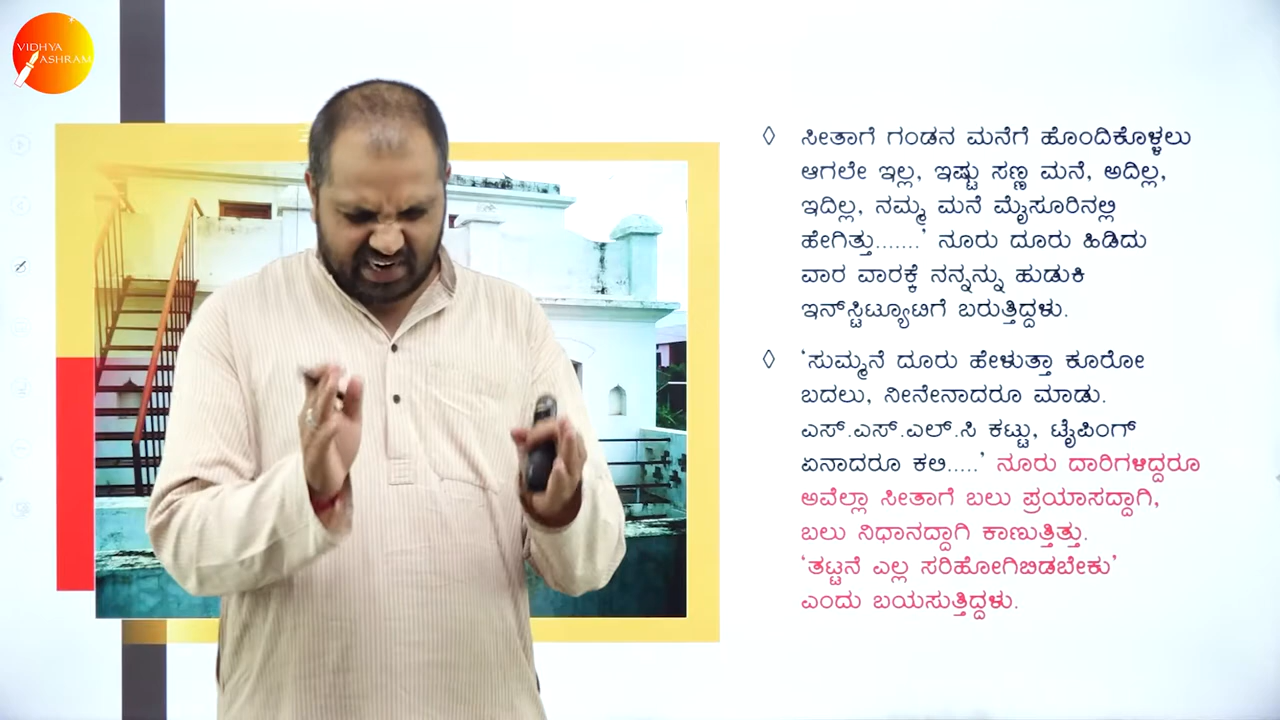 VIDHYA
ASHRAM
◊ ಸೀತಾಗೆ ಗಂಡನ ಮನೆಗೆ ಹೊಂದಿಕೊಳ್ಳಲು
ಆಗಲೇ ಇಲ್ಲ, ಇಷ್ಟು ಸಣ್ಣ ಮನೆ, ಅದಿಲ್ಲ,
ಇದಿಲ್ಲ, ನಮ್ಮ ಮನೆ ಮೈಸೂರಿನಲ್ಲಿ
ಹೇಗಿತ್ತು.......' ನೂರು ದೂರು ಹಿಡಿದು
ವಾರ ವಾರಕ್ಕೆ ನನ್ನನ್ನು ಹುಡುಕಿ
ಇನ್‌ಸ್ಟಿಟ್ಯೂಟಿಗೆ ಬರುತ್ತಿದ್ದಳು.
◊ 'ಸುಮ್ಮನೆ ದೂರು ಹೇಳುತ್ತಾ ಕೂರೋ
ಬದಲು, ನೀನೇನಾದರೂ ಮಾಡು.
ಎಸ್.ಎಸ್.ಎಲ್.ಸಿ ಕಟ್ಟು, ಟೈಪಿಂಗ್
ಏನಾದರೂ ಕಲಿ.....' ನೂರು ದಾರಿಗಳಿದ್ದರೂ
ಅವೆಲ್ಲಾ ಸೀತಾಗೆ ಬಲು ಪ್ರಯಾಸದ್ದಾಗಿ,
ಬಲು ನಿಧಾನದ್ದಾಗಿ ಕಾಣುತ್ತಿತ್ತು.
'ತಟ್ಟನೆ ಎಲ್ಲ ಸರಿಹೋಗಿಬಿಡಬೇಕು'
ಎಂದು ಬಯಸುತ್ತಿದ್ದಳು.